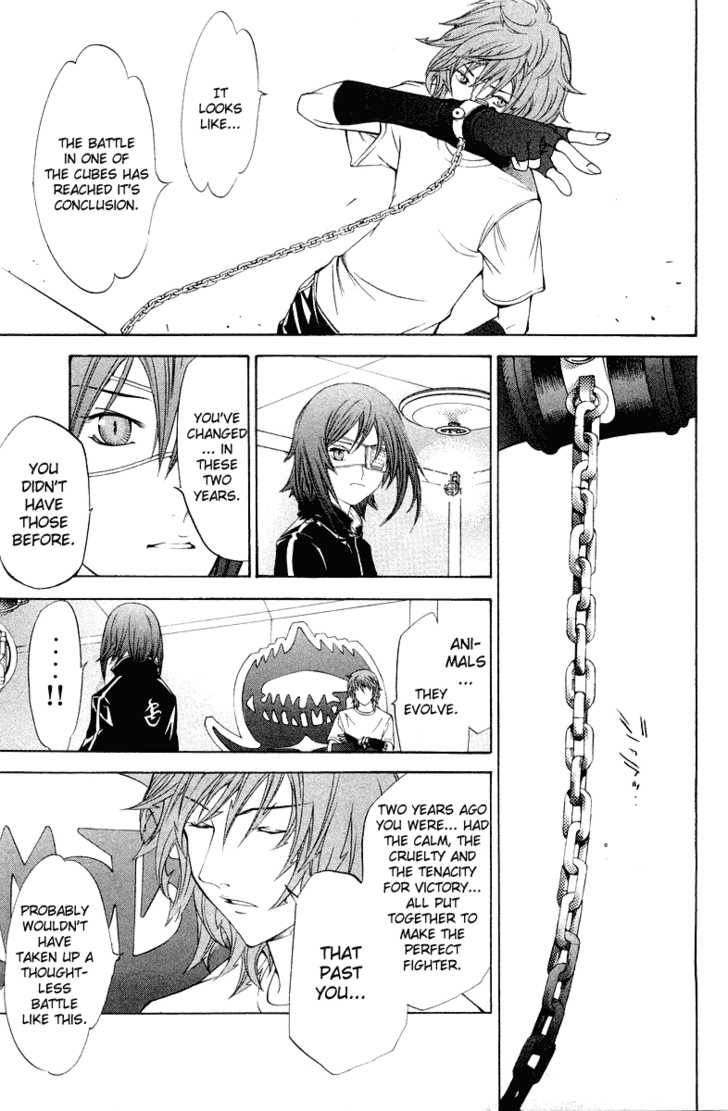 IT
LOOKS
LIKE...
THE BATTLE
IN ONE OF
THE CUBES HAS
REACHED IT'S
CONCLUSION.
YOU'VE
CHANGED
... IN
THESE
TWO
YEARS.
YOU
DIDN'T
HAVE
THOSE
BEFORE.
ANI-
MALS
...
THEY
EVOLVE.
....
!!
TWO YEARS AGO
YOU WERE... HAD
THE CALM, THE
CRUELTY AND
THE TENACITY
FOR VICTORY...
ALL PUT
TOGETHER TO
MAKE THE
PERFECT
FIGHTER.
THAT
PAST
YOU...
PROBABLY
WOULDN'T
HAVE
TAKEN UP A
THOUGHT-
LESS
BATTLE
LIKE THIS.